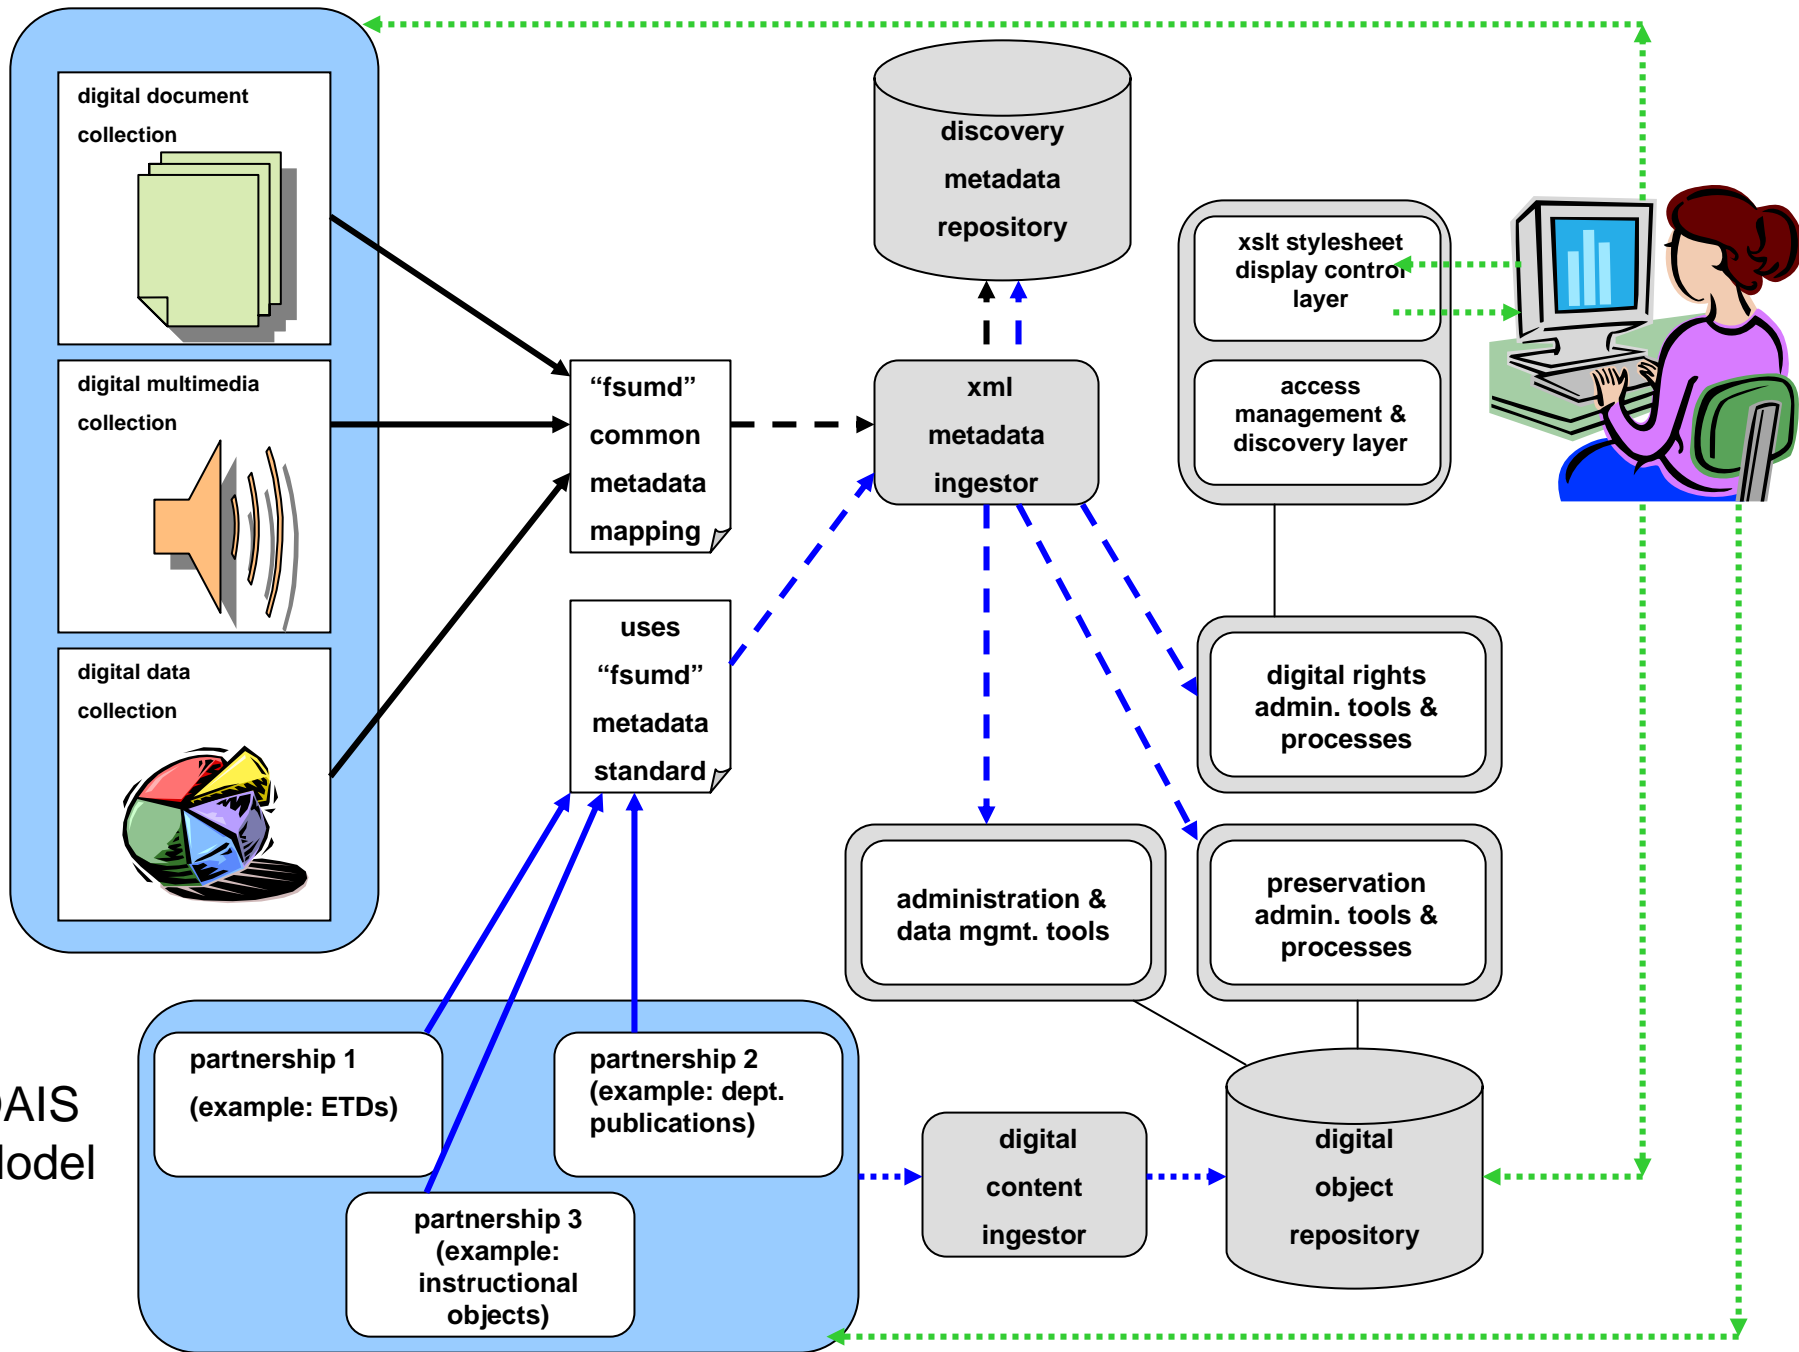 digital document
collection
digital multimedia
collection
digital data
collection
“fsumd”
common
metadata
mapping
uses
“fsumd”
metadata
standard
discovery
metadata
repository
xml
metadata
ingestor
xslt stylesheet
display control
layer
access
management &
discovery layer
digital rights
admin. tools &
processes
administration &
data mgmt. tools
preservation
admin. tools &
processes
partnership 1
(example: ETDs)
partnership 2
(example: dept.
publications)
partnership 3
(example:
instructional
objects)
digital
content
ingestor
digital
object
repository